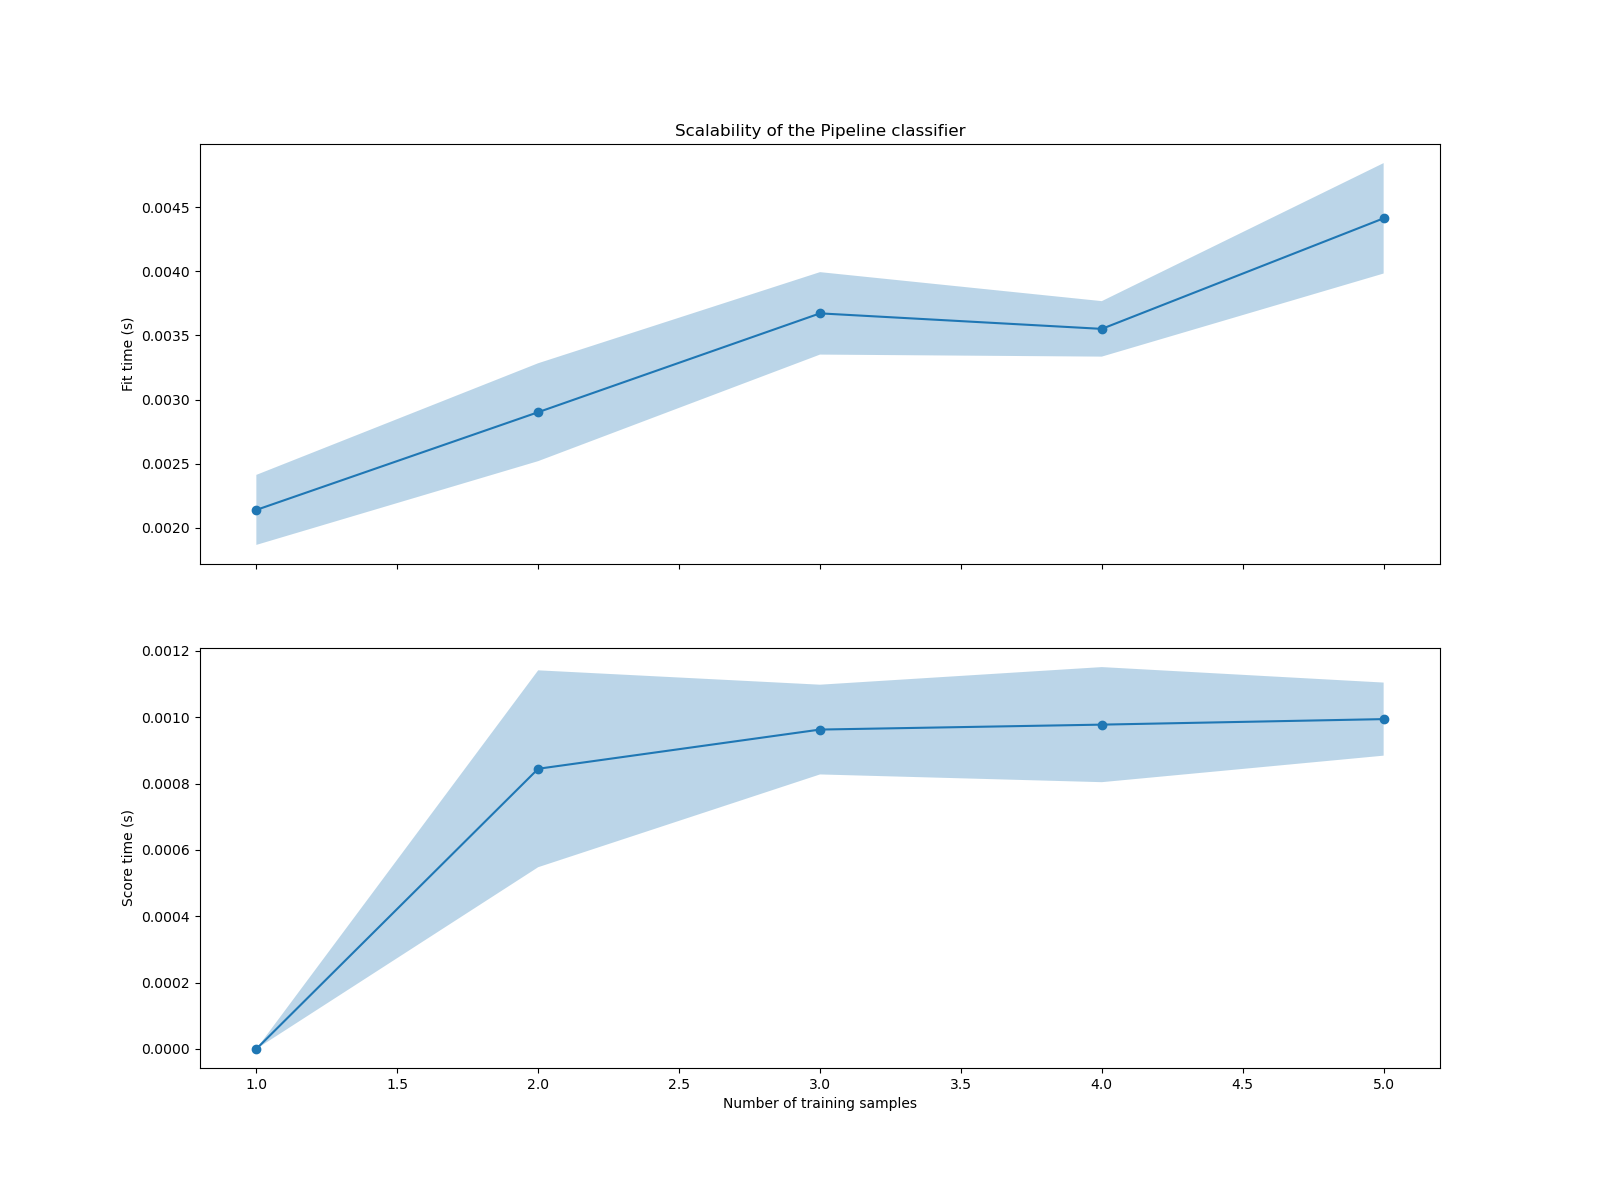 Scalability of the Pipeline classifier
0.0045
0.0040
0.0035
0.0030
0.0025
0.0020
Fit time (s)
0.0012
0.0010
0.0008
0.0006
0.0004
0.0002
0.0000
Score time (s)
1.0 1.5 2.0 2.5 3.0 3.5 4.0 4.5 5.0
Number of training samples